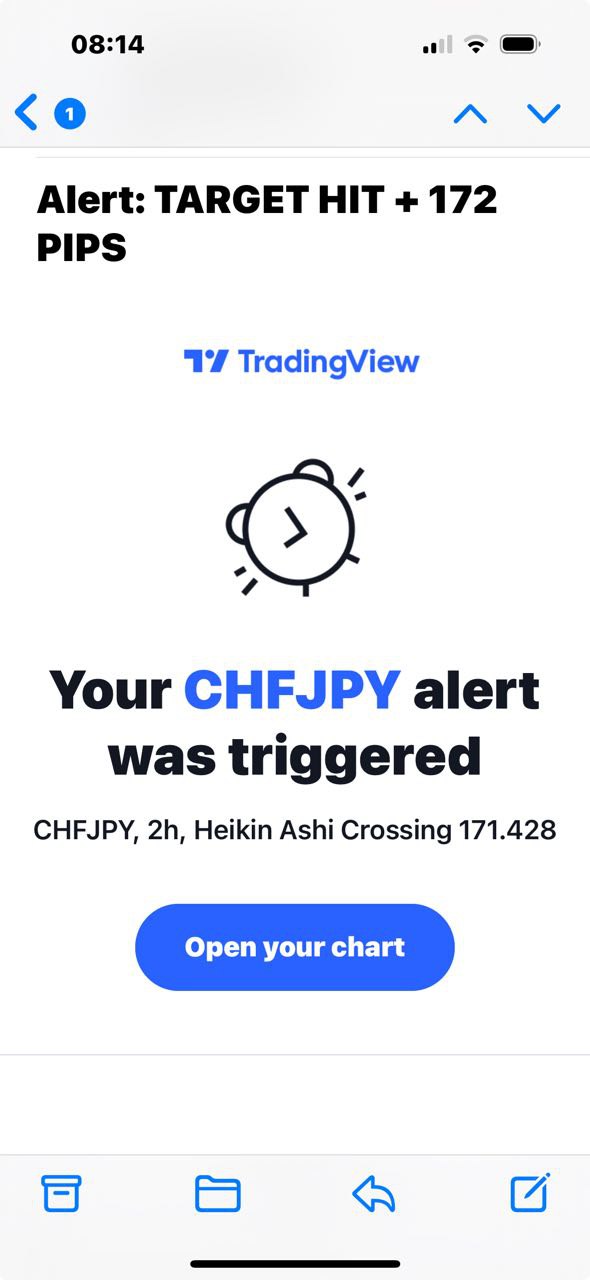 08:14
1
Alert: TARGET HIT + 172
PIPS
TradingView
Your CHFJPY alert
was triggered
CHFJPY, 2h, Heikin Ashi Crossing 171.428
Open your chart